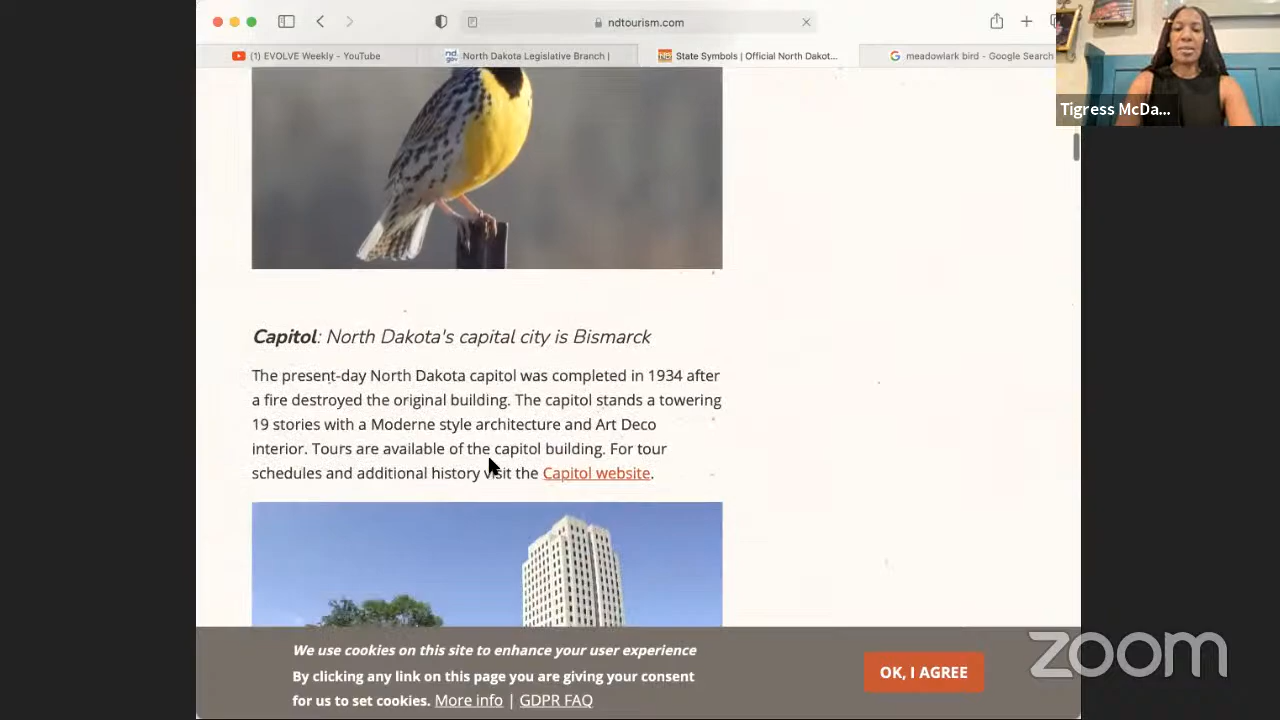 ndtourism.com
(1) EVOLVE Weekly - YouTube
nd.gov
North Dakota Legislative Branch |
State Symbols | Official North Dakot...
meadowlark bird - Google Search
Tigress McDa...
Capitol: North Dakota's capital city is Bismarck
The present-day North Dakota capitol was completed in 1934 after
a fire destroyed the original building. The capitol stands a towering
19 stories with a Moderne style architecture and Art Deco
interior. Tours are available of the capitol building. For tour
schedules and additional history visit the Capitol website.
We use cookies on this site to enhance your user experience
By clicking any link on this page you are giving your consent
for us to set cookies. More info | GDPR FAQ
OK, I AGREE
zoom